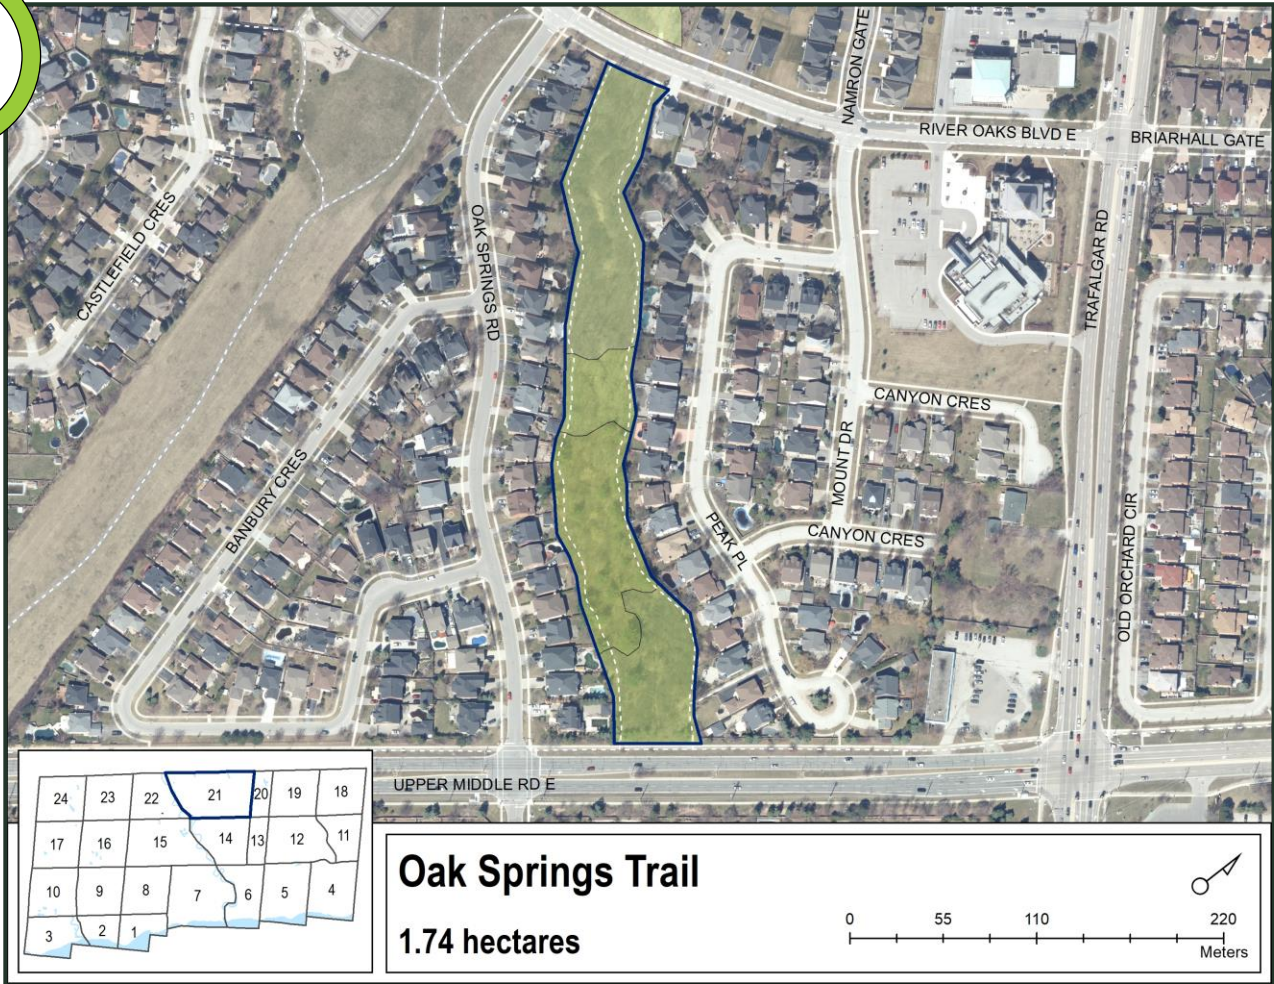 NAMRON GATE
RIVER OAKS BLVD E
BRIARHALL GATE
CASTLEFIELD CRES
OAK SPRINGS RD
TRAFALGAR RD
CANYON CRES
MOUNT DR
BANBURY CRES
PEAK PL
CANYON CRES
OLD ORCHARD CIR
UPPER MIDDLE RD E
24 23 22 21 20 19 18
17 16 15 14 13 12 11
10 9 8 7 6 5 4
3 2 1
Oak Springs Trail
1.74 hectares
0 55 110 220
Meters